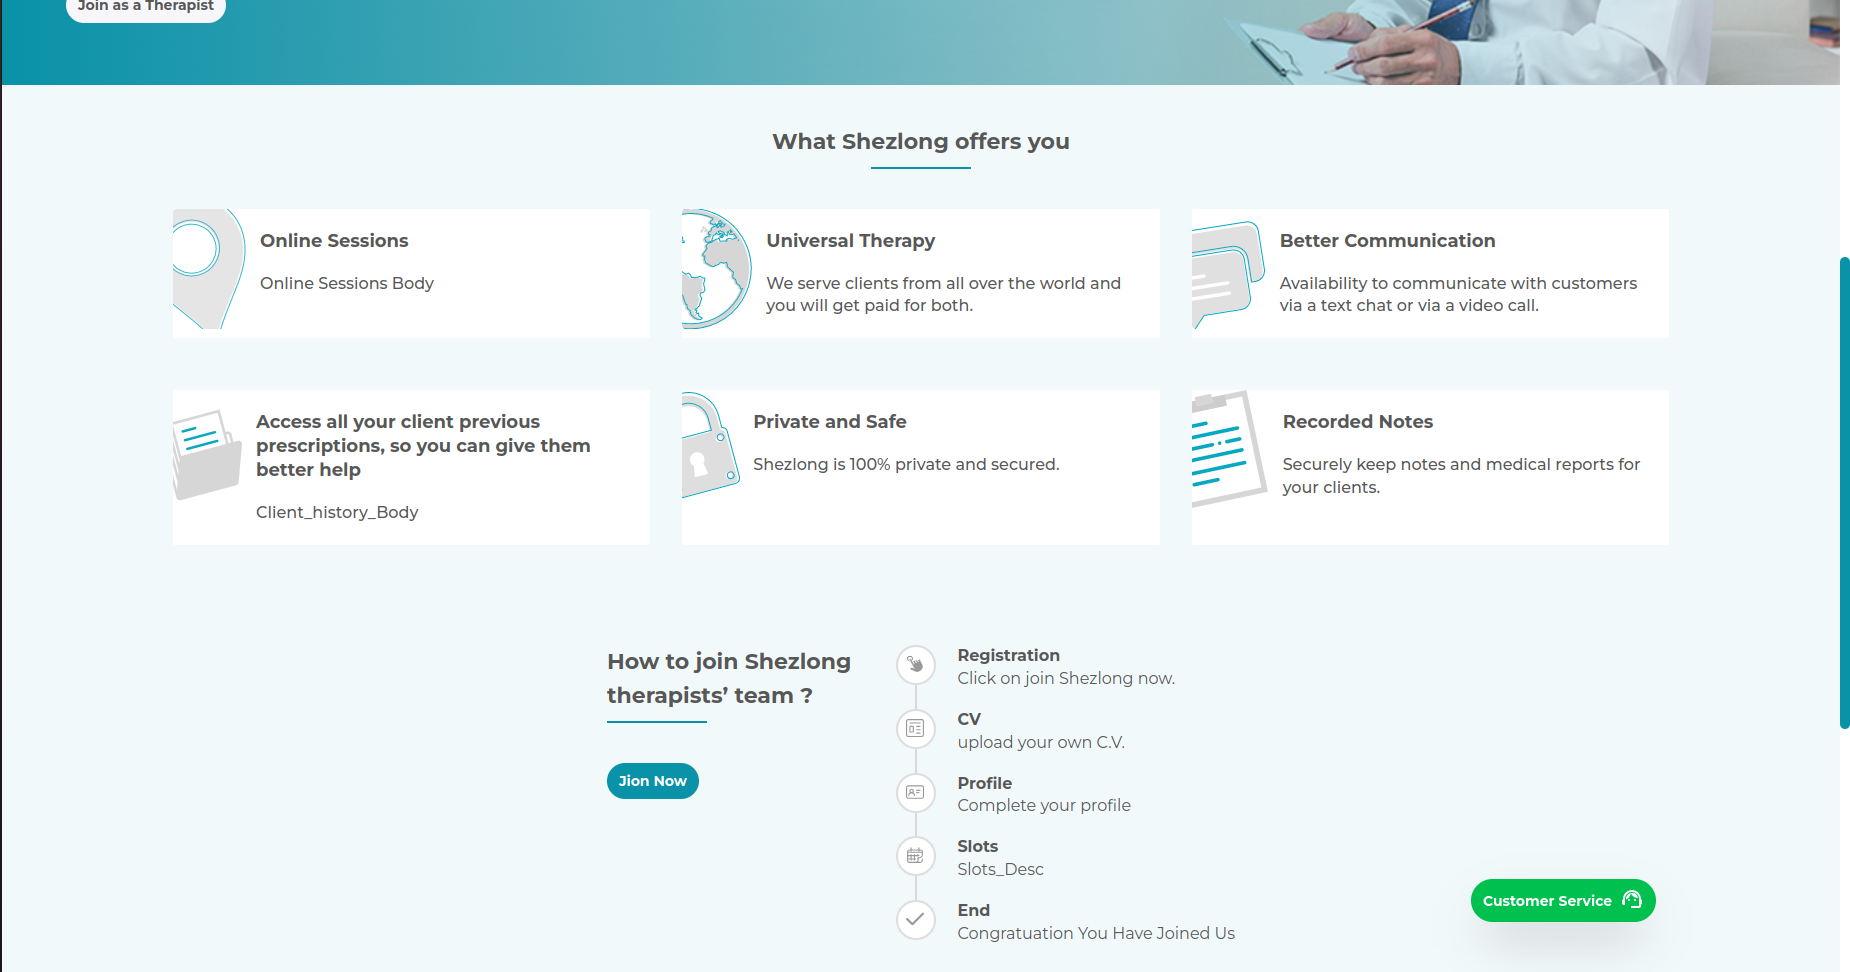 Join as a Therapist
What Shezlong offers you
Online Sessions
Online Sessions Body
Universal Therapy
We serve clients from all over the world and
you will get paid for both.
Better Communication
Availability to communicate with customers
via a text chat or via a video call.
Access all your client previous
prescriptions, so you can give them
better help
Client_history_Body
Private and Safe
Shezlong is 100% private and secured.
Recorded Notes
Securely keep notes and medical reports for
your clients.
How to join Shezlong
therapists’ team ?
Jion Now
Registration
Click on join Shezlong now.
CV
upload your own C.V.
Profile
Complete your profile
Slots
Slots_Desc
End
Congratuation You Have Joined Us
Customer Service